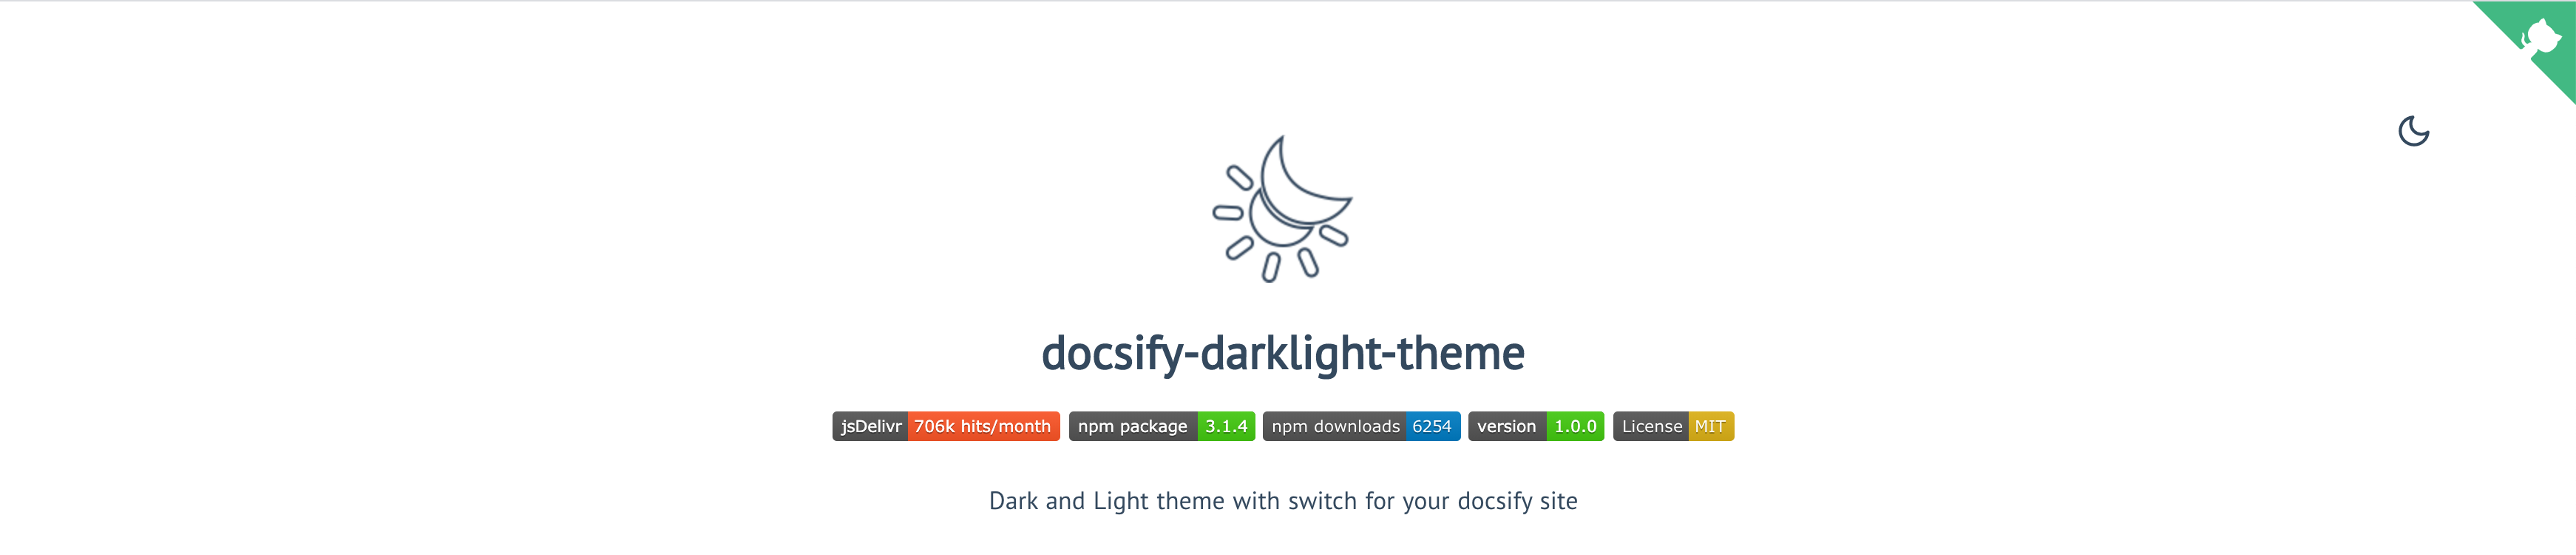 docsify-darklight-theme
jsDelivr 706k hits/month npm package 3.1.4 npm downloads 6254 version 1.0.0 License MIT
Dark and Light theme with switch for your docsify site